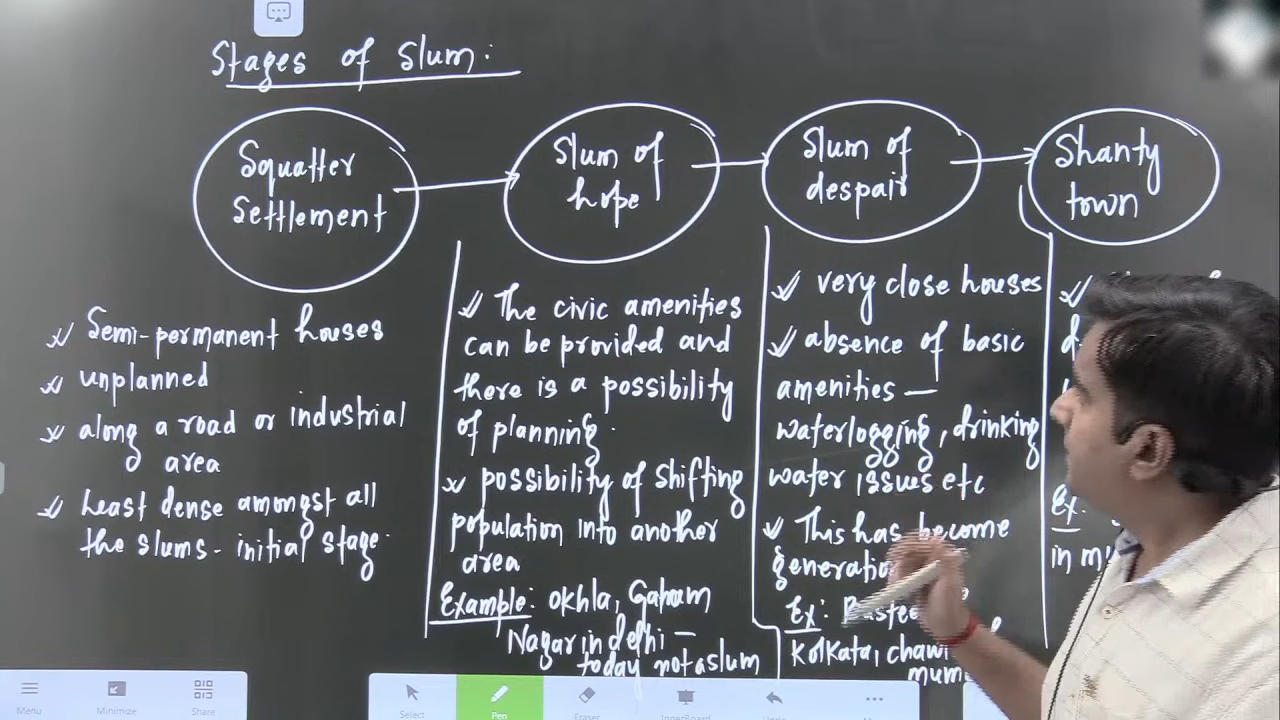 Stages of Slum:
Squatter
Settlement
Slum of
hope
Slum of
despair
Shanty
town
Semi-permanent houses
unplanned
along a road or industrial
area
Least dense amongst all
the slums - initial stage.
The civic amenities
can be provided and
there is a possibility
of planning.
possibility of shifting
population into another
area
Example: Okhla, Gautam
Nagar in delhi –
today not a slum
very close houses
absence of basic
amenities –
waterlogging, drinking
water issues etc
This has become
Ex:
Kolkata,
Ex:
in
Menu
Minimize
Share
Select
Pen
Eraser
InnerBoard
Undo